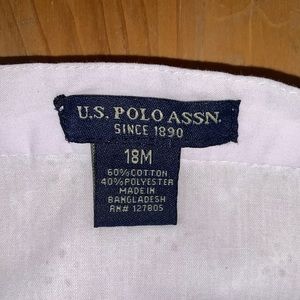 U.S. POLO ASSN.
SINCE 1890
18M
60% COTTON
40% POLYESTER
MADE IN
BANGLADESH
RN# 127805